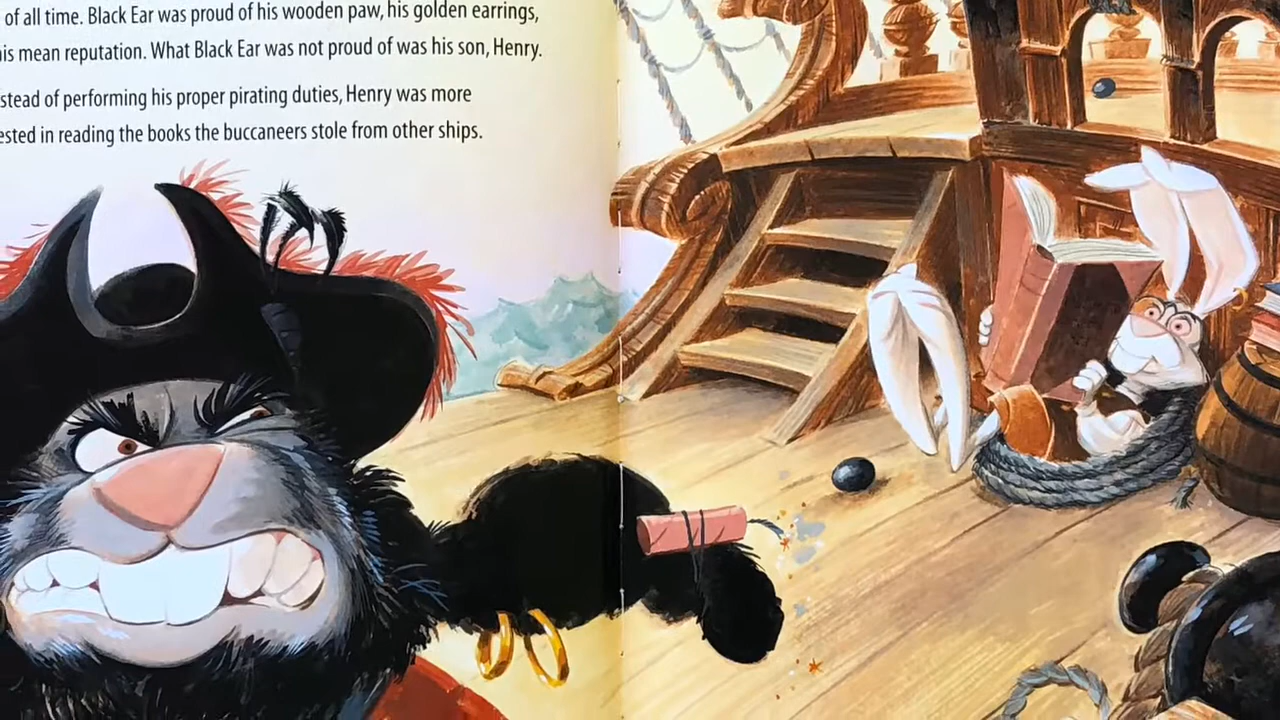 of all time. Black Ear was proud of his wooden paw, his golden earrings,
his mean reputation. What Black Ear was not proud of was his son, Henry.
stead of performing his proper pirating duties, Henry was more
ested in reading the books the buccaneers stole from other ships.